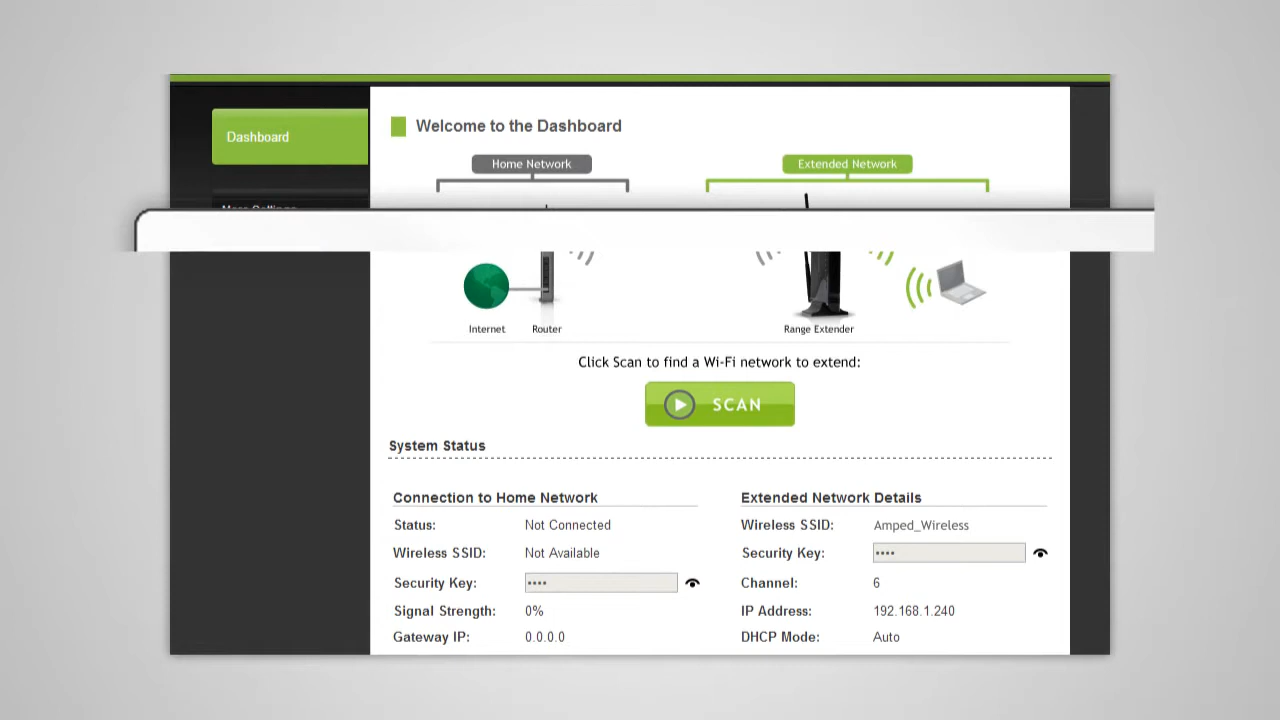 Dashboard
Welcome to the Dashboard
Home Network
Extended Network
Internet
Router
Range Extender
Click Scan to find a Wi-Fi network to extend:
SCAN
System Status
Connection to Home Network
Status: Not Connected
Wireless SSID: Not Available
Security Key: ••••
Signal Strength: 0%
Gateway IP: 0.0.0.0
Extended Network Details
Wireless SSID: Amped_Wireless
Security Key: ••••
Channel: 6
IP Address: 192.168.1.240
DHCP Mode: Auto